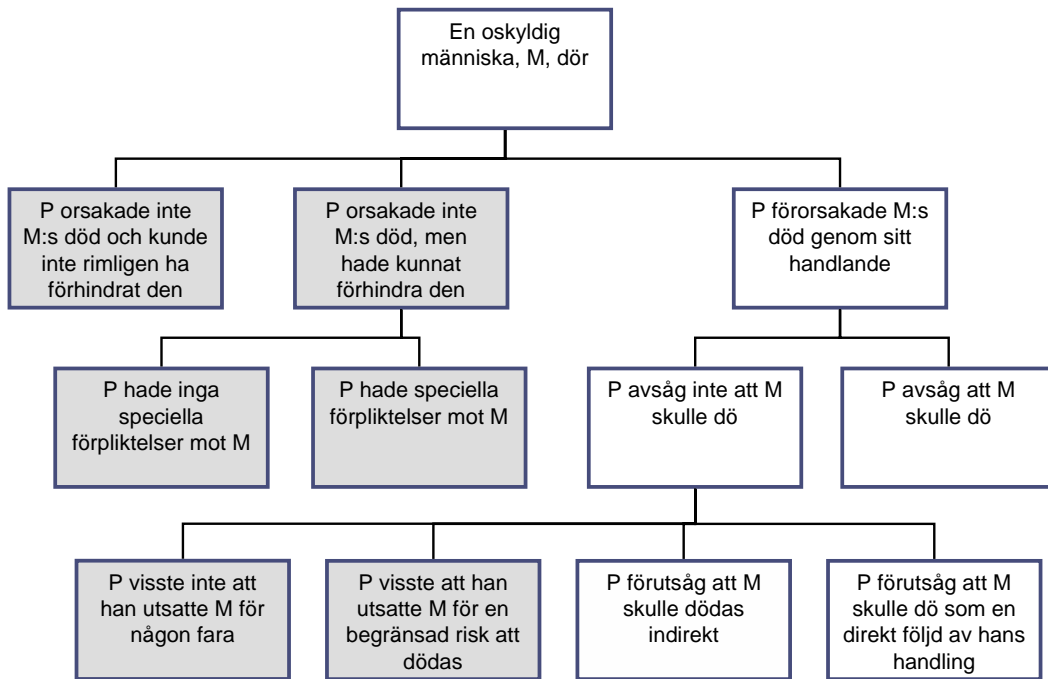 En oskyldig
människa, M, dör
P orsakade inte
M:s död och kunde
inte rimligen ha
förhindrat den
P orsakade inte
M:s död, men
hade kunnat
förhindra den
P förorsakade M:s
död genom sitt
handlande
P hade inga
speciella
förpliktelser mot M
P hade speciella
förpliktelser mot M
P avsåg inte att M
skulle dö
P avsåg att M
skulle dö
P visste inte att
han utsatte M för
någon fara
P visste att han
utsatte M för en
begränsad risk att
dödas
P förutsåg att M
skulle dödas
indirekt
P förutsåg att M
skulle dö som en
direkt följd av hans
handling